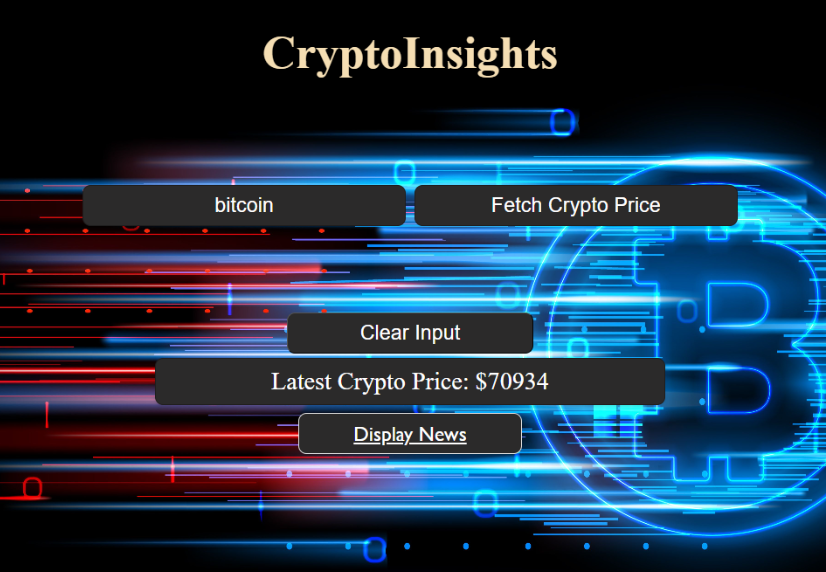 CryptoInsights
bitcoin
Fetch Crypto Price
Clear Input
Latest Crypto Price: $70934
Display News